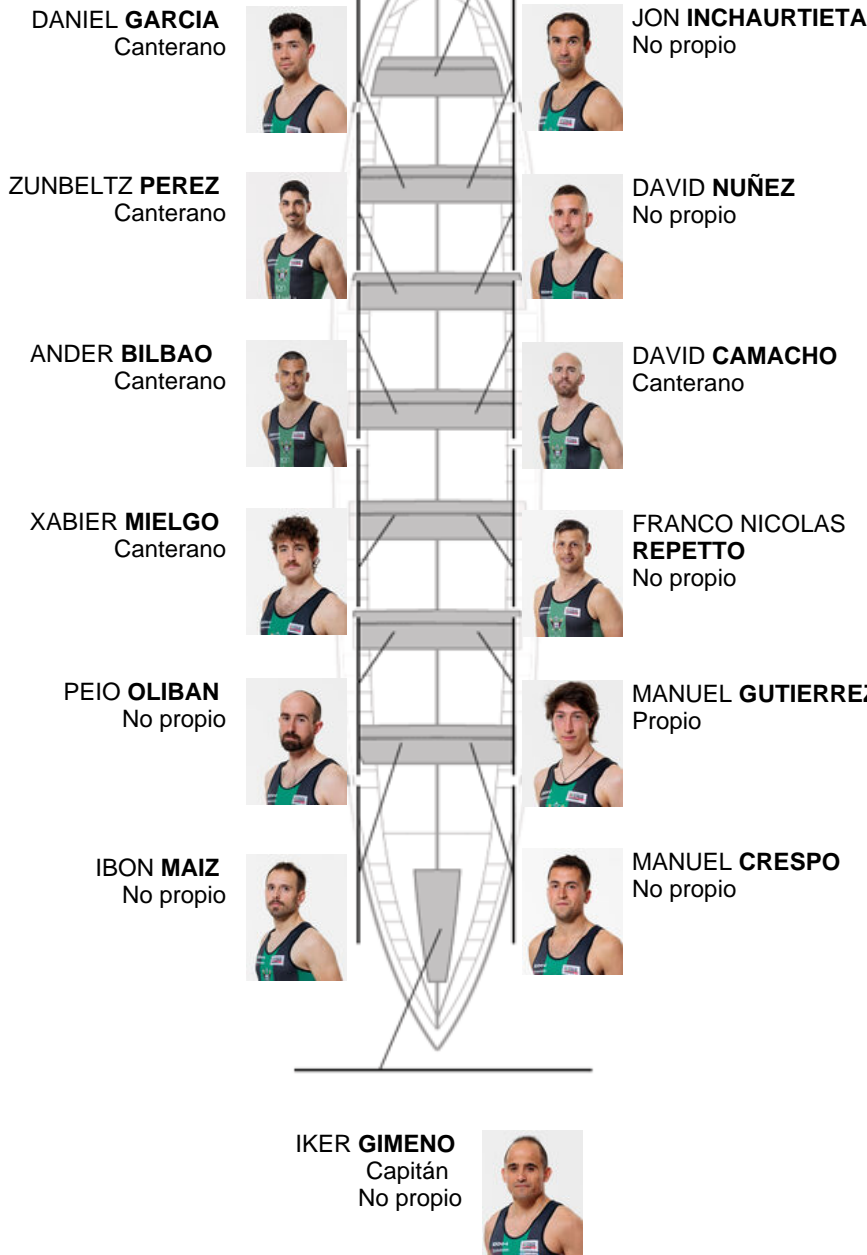 DANIEL GARCIA
Canterano
JON INCHAURTIETA
No propio
ZUNBELTZ PEREZ
Canterano
DAVID NUÑEZ
No propio
ANDER BILBAO
Canterano
DAVID CAMACHO
Canterano
XABIER MIELGO
Canterano
FRANCO NICOLAS
REPETTO
No propio
PEIO OLIBAN
No propio
MANUEL GUTIERREZ
Propio
IBON MAIZ
No propio
MANUEL CRESPO
No propio
IKER GIMENO
Capitán
No propio